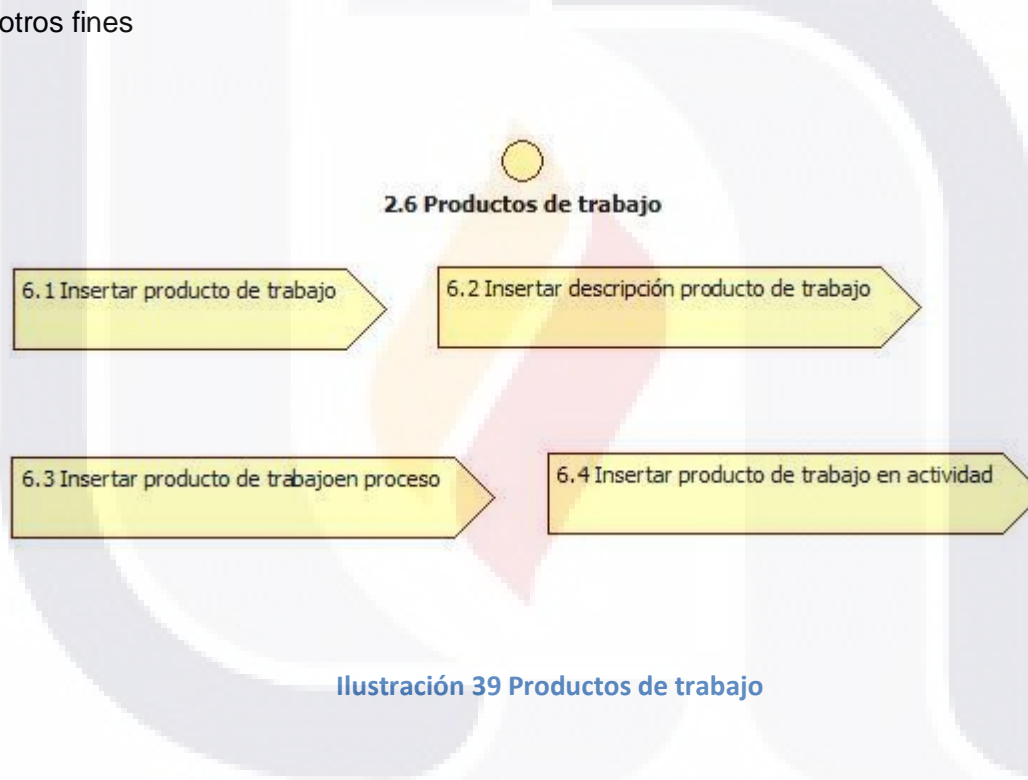 otros fines
2.6 Productos de trabajo
6.1 Insertar producto de trabajo
6.2 Insertar descripción producto de trabajo
6.3 Insertar producto de trabajoen proceso
6.4 Insertar producto de trabajo en actividad
Ilustración 39 Productos de trabajo